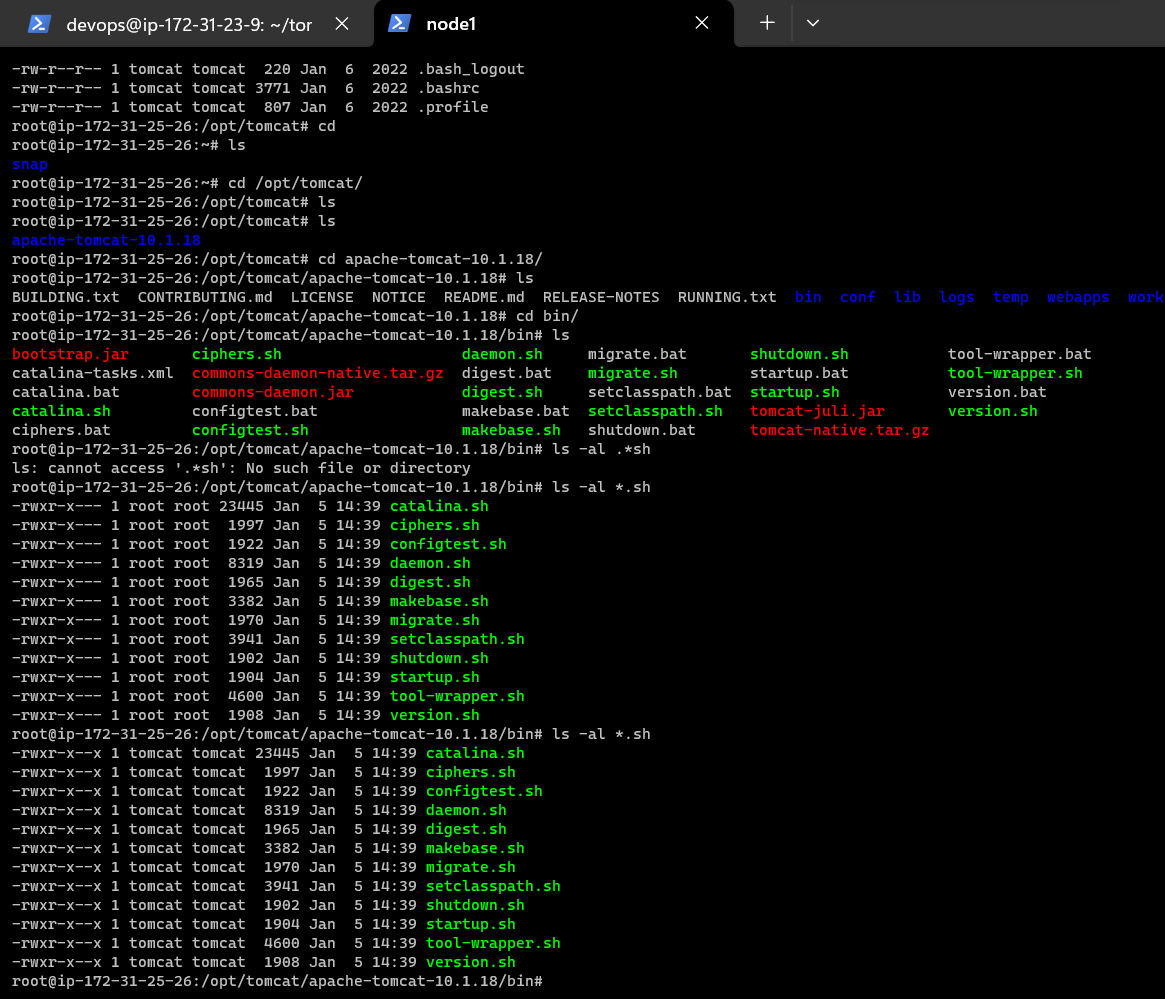 devops@ip-172-31-23-9: ~/tor
node1
-rw-r--r-- 1 tomcat tomcat  220 Jan  6  2022 .bash_logout
-rw-r--r-- 1 tomcat tomcat 3771 Jan  6  2022 .bashrc
-rw-r--r-- 1 tomcat tomcat  807 Jan  6  2022 .profile
root@ip-172-31-25-26:/opt/tomcat# cd
root@ip-172-31-25-26:~# ls
snap
root@ip-172-31-25-26:~# cd /opt/tomcat/
root@ip-172-31-25-26:/opt/tomcat# ls
root@ip-172-31-25-26:/opt/tomcat# ls
apache-tomcat-10.1.18
root@ip-172-31-25-26:/opt/tomcat# cd apache-tomcat-10.1.18/
root@ip-172-31-25-26:/opt/tomcat/apache-tomcat-10.1.18# ls
BUILDING.txt  CONTRIBUTING.md  LICENSE  NOTICE  README.md  RELEASE-NOTES  RUNNING.txt  bin  conf  lib  logs  temp  webapps  work
root@ip-172-31-25-26:/opt/tomcat/apache-tomcat-10.1.18# cd bin/
root@ip-172-31-25-26:/opt/tomcat/apache-tomcat-10.1.18/bin# ls
bootstrap.jar       ciphers.sh                    daemon.sh     migrate.bat       shutdown.sh           tool-wrapper.bat
catalina-tasks.xml  commons-daemon-native.tar.gz  digest.bat    migrate.sh        startup.bat           tool-wrapper.sh
catalina.bat        commons-daemon.jar            digest.sh     setclasspath.bat  startup.sh            version.bat
catalina.sh         configtest.bat                makebase.bat  setclasspath.sh   tomcat-juli.jar       version.sh
ciphers.bat         configtest.sh                 makebase.sh   shutdown.bat      tomcat-native.tar.gz
root@ip-172-31-25-26:/opt/tomcat/apache-tomcat-10.1.18/bin# ls -al .*sh
ls: cannot access '.*sh': No such file or directory
root@ip-172-31-25-26:/opt/tomcat/apache-tomcat-10.1.18/bin# ls -al *.sh
-rwxr-x--- 1 root root 23445 Jan  5 14:39 catalina.sh
-rwxr-x--- 1 root root  1997 Jan  5 14:39 ciphers.sh
-rwxr-x--- 1 root root  1922 Jan  5 14:39 configtest.sh
-rwxr-x--- 1 root root  8319 Jan  5 14:39 daemon.sh
-rwxr-x--- 1 root root  1965 Jan  5 14:39 digest.sh
-rwxr-x--- 1 root root  3382 Jan  5 14:39 makebase.sh
-rwxr-x--- 1 root root  1970 Jan  5 14:39 migrate.sh
-rwxr-x--- 1 root root  3941 Jan  5 14:39 setclasspath.sh
-rwxr-x--- 1 root root  1902 Jan  5 14:39 shutdown.sh
-rwxr-x--- 1 root root  1904 Jan  5 14:39 startup.sh
-rwxr-x--- 1 root root  4600 Jan  5 14:39 tool-wrapper.sh
-rwxr-x--- 1 root root  1908 Jan  5 14:39 version.sh
root@ip-172-31-25-26:/opt/tomcat/apache-tomcat-10.1.18/bin# ls -al *.sh
-rwxr-x--x 1 tomcat tomcat 23445 Jan  5 14:39 catalina.sh
-rwxr-x--x 1 tomcat tomcat  1997 Jan  5 14:39 ciphers.sh
-rwxr-x--x 1 tomcat tomcat  1922 Jan  5 14:39 configtest.sh
-rwxr-x--x 1 tomcat tomcat  8319 Jan  5 14:39 daemon.sh
-rwxr-x--x 1 tomcat tomcat  1965 Jan  5 14:39 digest.sh
-rwxr-x--x 1 tomcat tomcat  3382 Jan  5 14:39 makebase.sh
-rwxr-x--x 1 tomcat tomcat  1970 Jan  5 14:39 migrate.sh
-rwxr-x--x 1 tomcat tomcat  3941 Jan  5 14:39 setclasspath.sh
-rwxr-x--x 1 tomcat tomcat  1902 Jan  5 14:39 shutdown.sh
-rwxr-x--x 1 tomcat tomcat  1904 Jan  5 14:39 startup.sh
-rwxr-x--x 1 tomcat tomcat  4600 Jan  5 14:39 tool-wrapper.sh
-rwxr-x--x 1 tomcat tomcat  1908 Jan  5 14:39 version.sh
root@ip-172-31-25-26:/opt/tomcat/apache-tomcat-10.1.18/bin#